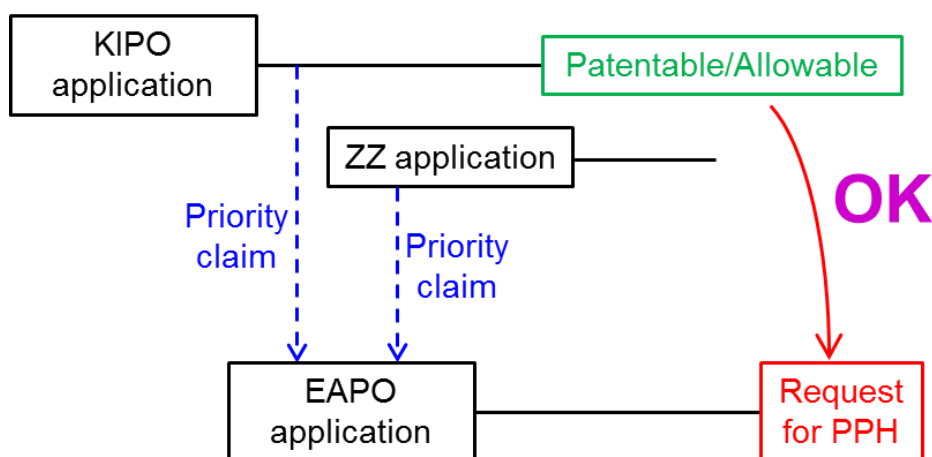 KIPO
application
Patentable/Allowable
ZZ application
OK
Priority
claim
Priority
claim
EAPO
application
Request
for PPH